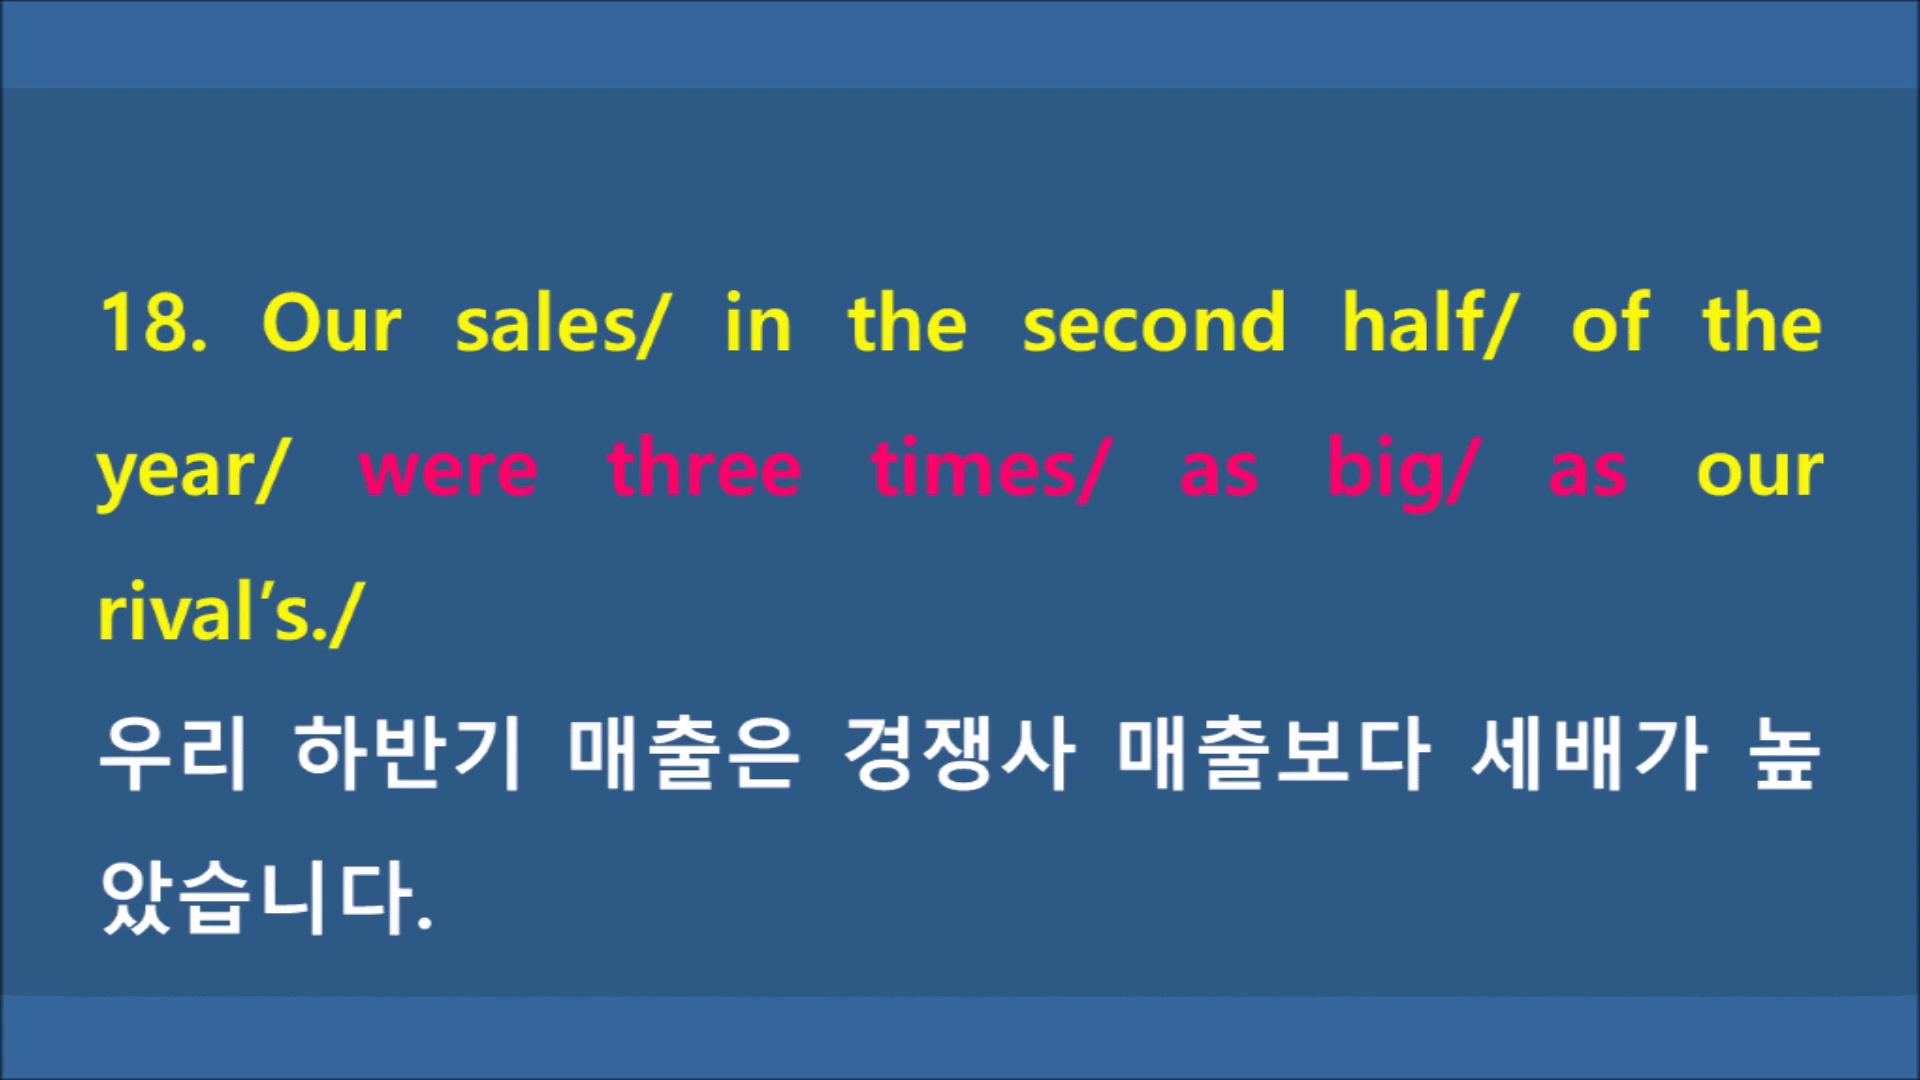 18. Our sales/ in the second half/ of the
year/ were three times/ as big/ as our
rival’s./
우리 하반기 매출은 경쟁사 매출보다 세배가 높
았습니다.